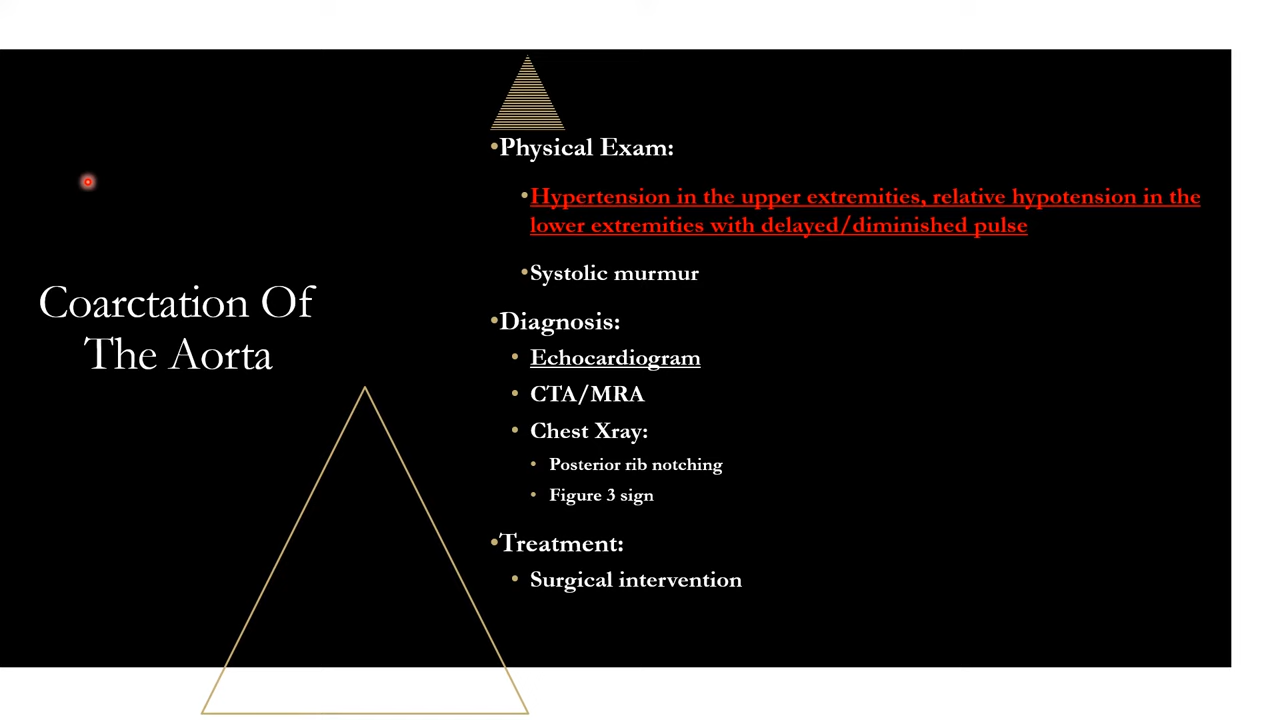 Coarctation Of
The Aorta
•Physical Exam:
•Hypertension in the upper extremities, relative hypotension in the
lower extremities with delayed/diminished pulse
•Systolic murmur
•Diagnosis:
• Echocardiogram
• CTA/MRA
• Chest Xray:
• Posterior rib notching
• Figure 3 sign
•Treatment:
• Surgical intervention